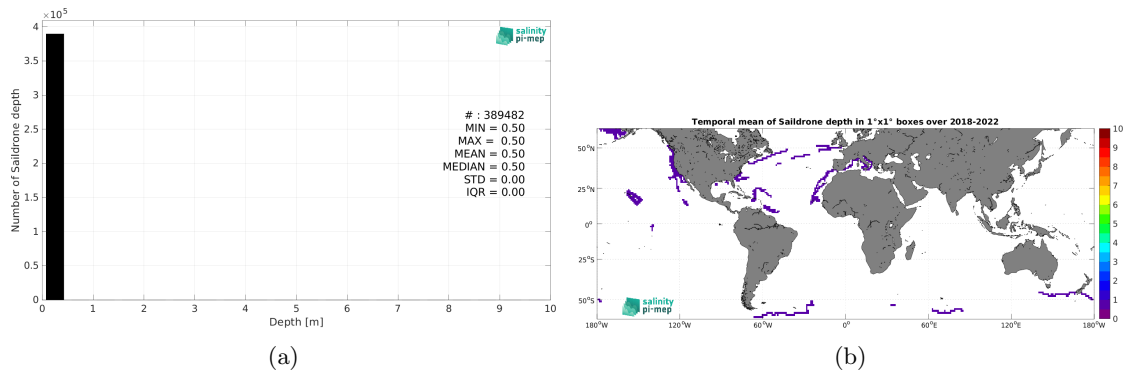 ×10⁵
4
3.5
3
2.5
2
1.5
1
0.5
0
Number of Saildrone depth
0 1 2 3 4 5 6 7 8 9 10
Depth [m]
salinity
pi-mep
# : 389482
MIN = 0.50
MAX = 0.50
MEAN = 0.50
MEDIAN = 0.50
STD = 0.00
IQR = 0.00
(a)
Temporal mean of Saildrone depth in 1°x1° boxes over 2018-2022
50°N
25°N
0°
25°S
50°S
180°W 120°W 60°W 0° 60°E 120°E 180°W
salinity
pi-mep
10
9
8
7
6
5
4
3
2
1
0
(b)